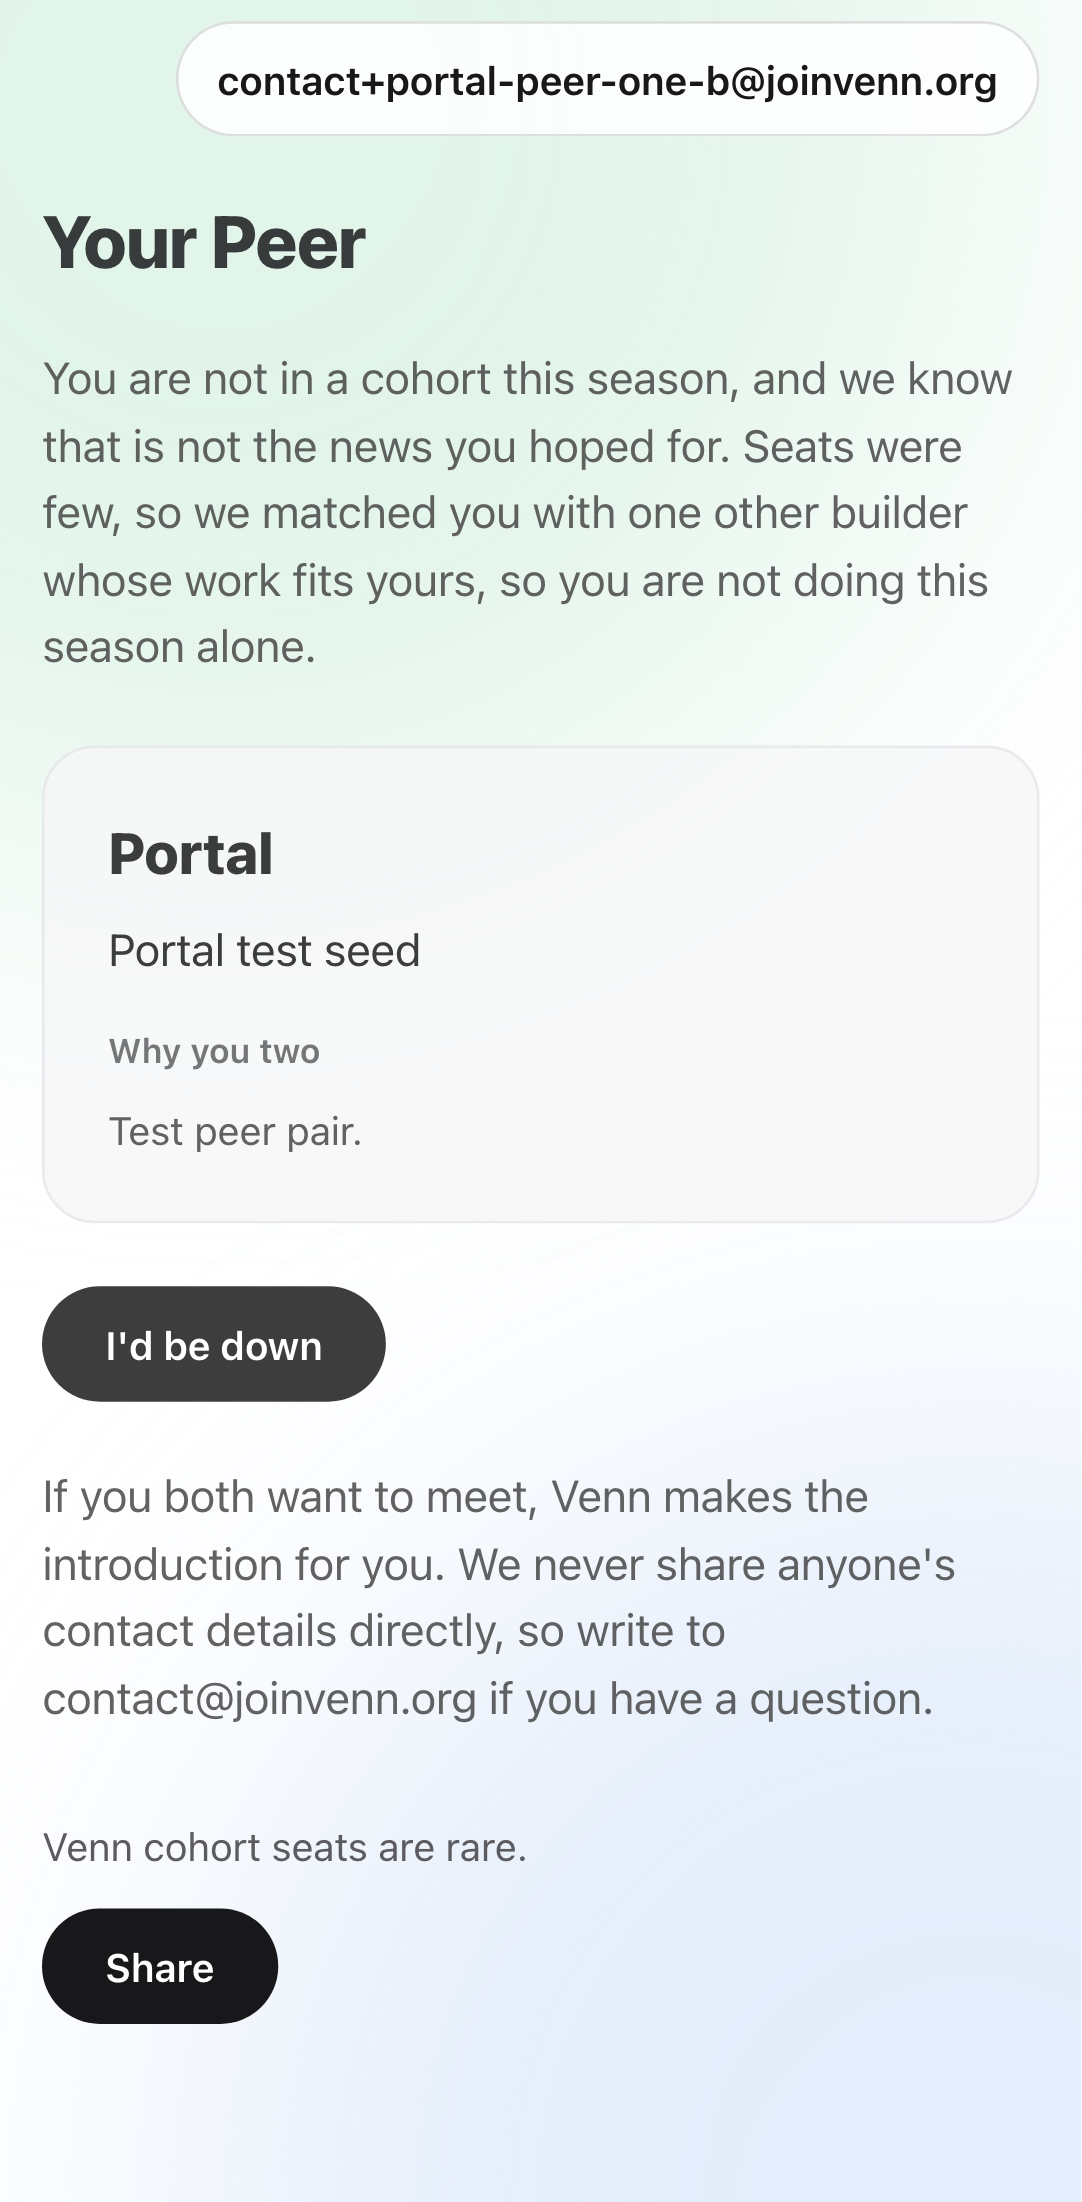 contact+portal-peer-one-b@joinvenn.org
Your Peer
You are not in a cohort this season, and we know
that is not the news you hoped for. Seats were
few, so we matched you with one other builder
whose work fits yours, so you are not doing this
season alone.
Portal
Portal test seed
Why you two
Test peer pair.
I'd be down
If you both want to meet, Venn makes the
introduction for you. We never share anyone's
contact details directly, so write to
contact@joinvenn.org if you have a question.
Venn cohort seats are rare.
Share